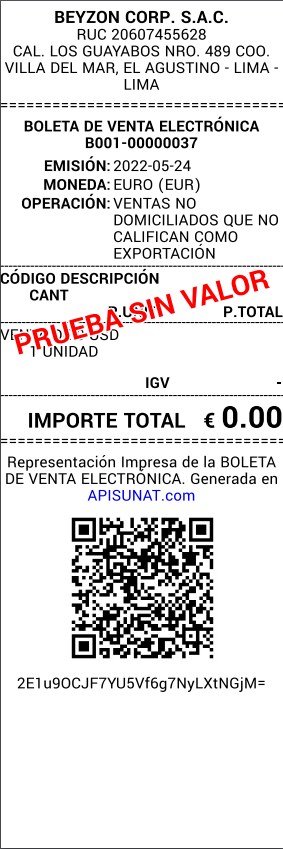 BEYZON CORP. S.A.C.
RUC 20607455628
CAL. LOS GUAYABOS NRO. 489 COO.
VILLA DEL MAR, EL AGUSTINO - LIMA -
LIMA
BOLETA DE VENTA ELECTRÓNICA
B001-00000037
EMISIÓN: 2022-05-24
MONEDA: EURO (EUR)
OPERACIÓN: VENTAS NO
DOMICILIADOS QUE NO
CALIFICAN COMO
EXPORTACIÓN
CÓDIGO DESCRIPCIÓN
CANT
P.TOTAL
PRUEBA SIN VALOR
USD
1 UNIDAD
IGV -
IMPORTE TOTAL € 0.00
Representación Impresa de la BOLETA
DE VENTA ELECTRÓNICA. Generada en
APISUNAT.com
2E1u9OCJF7YU5Vf6g7NyLXtNGjM=